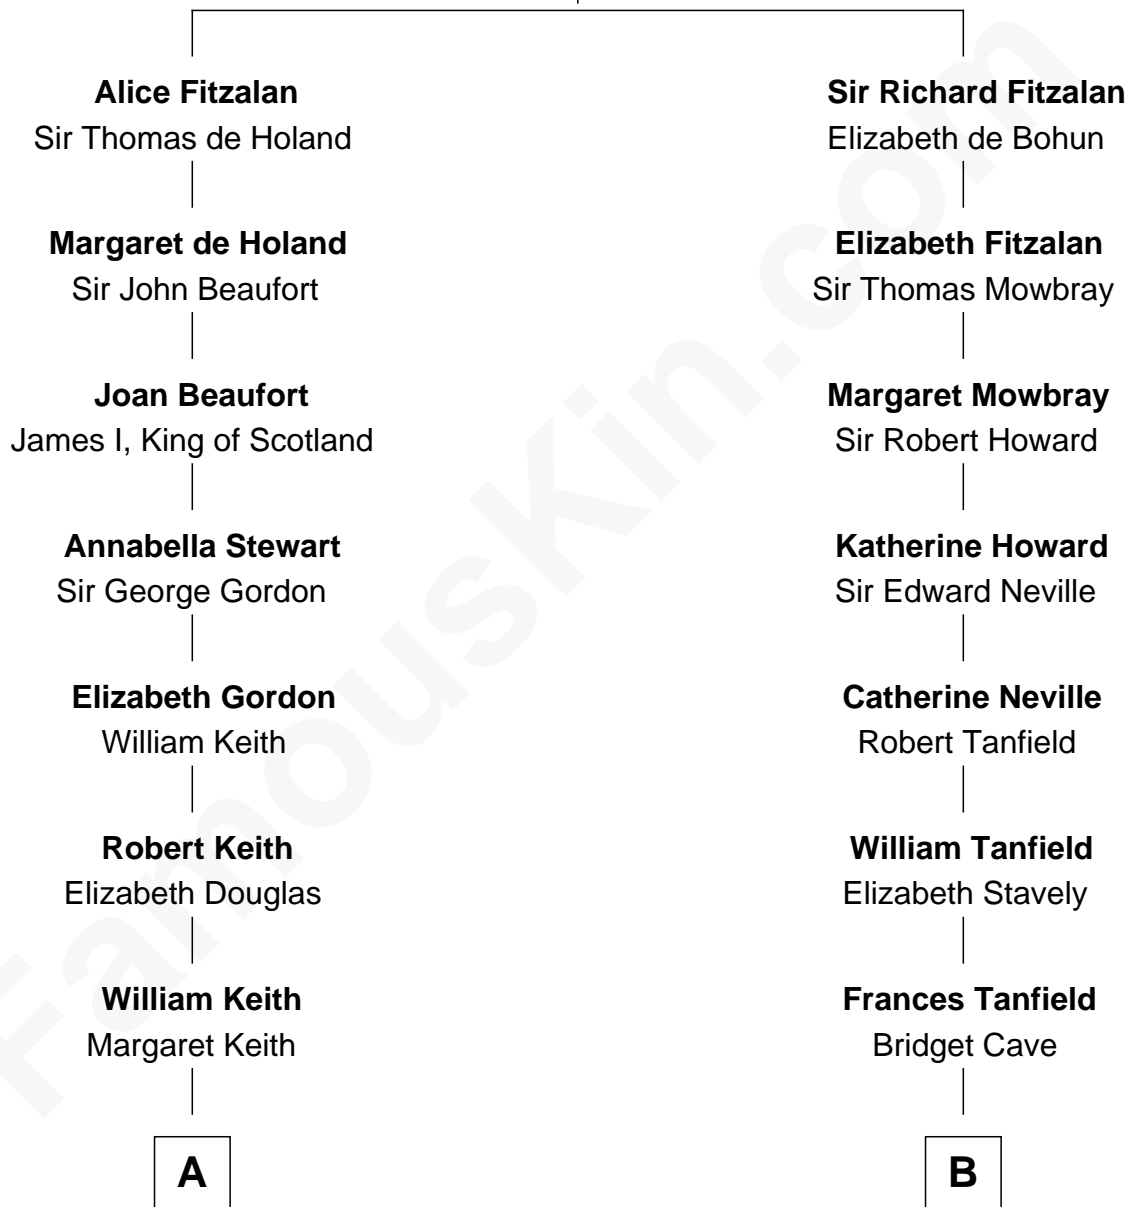 Alice Fitzalan
Sir Thomas de Holand
Margaret de Holand
Sir John Beaufort
Joan Beaufort
James I, King of Scotland
Annabella Stewart
Sir George Gordon
Elizabeth Gordon
William Keith
Robert Keith
Elizabeth Douglas
William Keith
Margaret Keith
A
Sir Richard Fitzalan
Elizabeth de Bohun
Elizabeth Fitzalan
Sir Thomas Mowbray
Margaret Mowbray
Sir Robert Howard
Katherine Howard
Sir Edward Neville
Catherine Neville
Robert Tanfield
William Tanfield
Elizabeth Stavely
Frances Tanfield
Bridget Cave
B
FamousKin.com